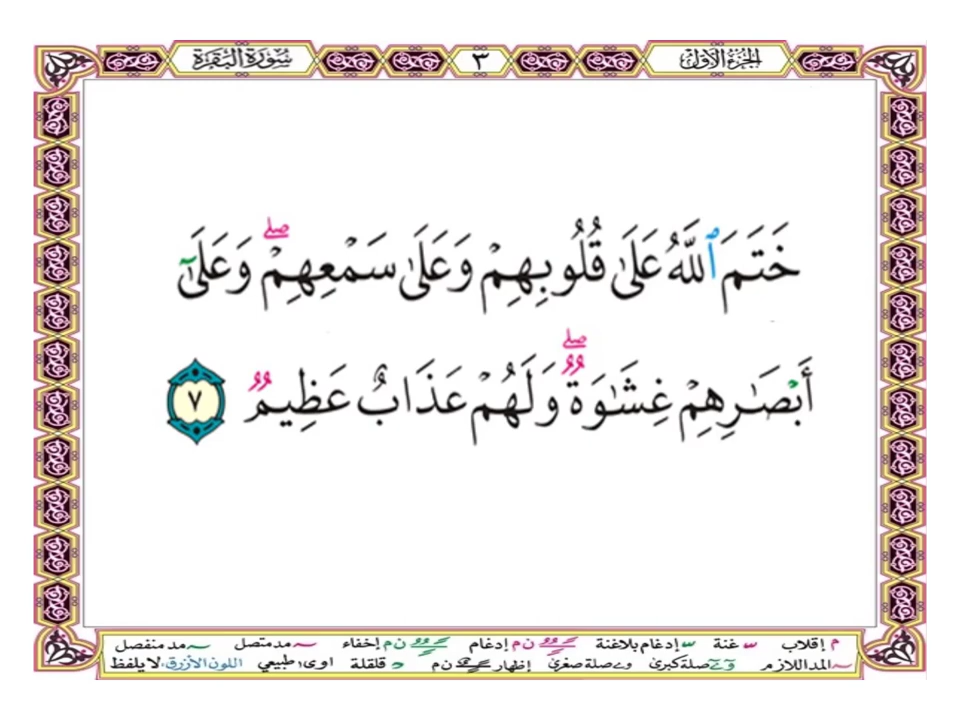 الجزء الأول
٣
سورة البقرة
خَتَمَ ٱللَّهُ عَلَىٰ قُلُوبِهِمْ وَعَلَىٰ سَمْعِهِمْ ۖ وَعَلَىٰٓ
أَبْصَـٰرِهِمْ غِشَـٰوَةٌ ۖ وَلَهُمْ عَذَابٌ عَظِيمٌ ٧
م إقلاب غنة إدغام بلاغنة ن م إدغام ن م إخفاء مد متصل مد منفصل
المد اللازم صلة كبرى صلة صغرى إظهار ن م قلقلة اوى طبيعي اللون الأزرق لا يلفظ